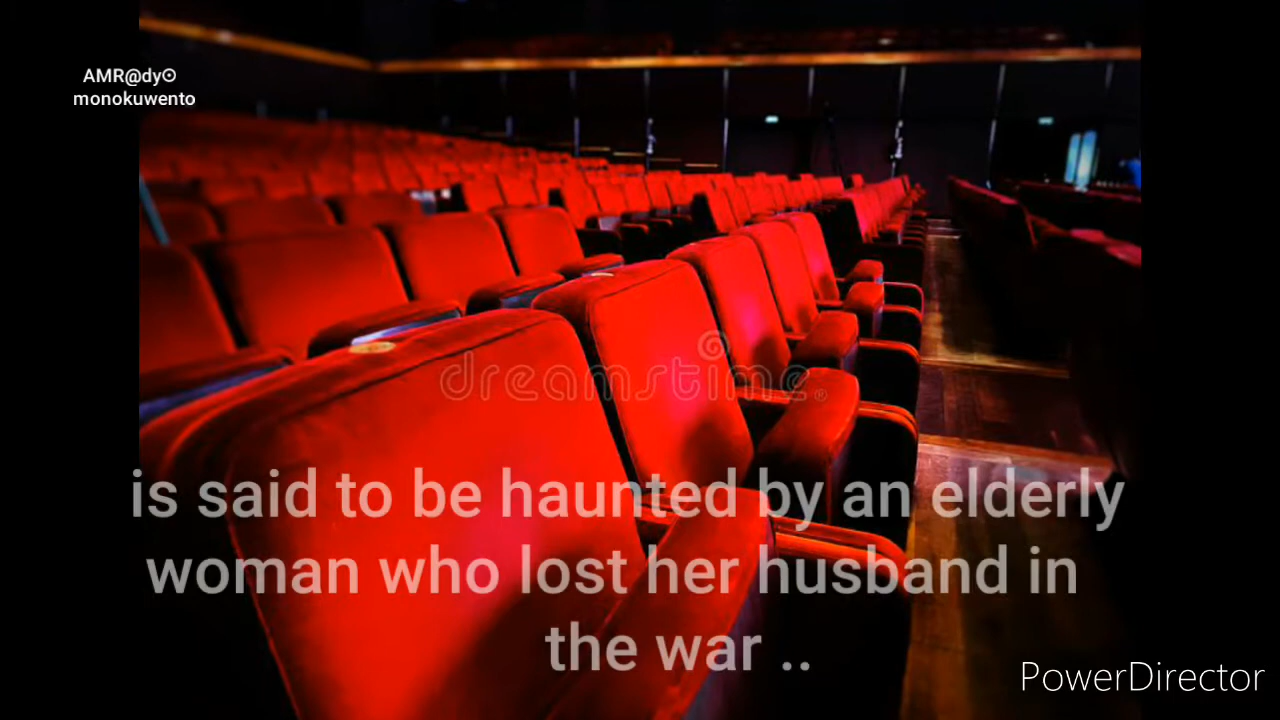 AMR@dy⊙
monokuwento
dreamstime.
is said to be haunted by an elderly
woman who lost her husband in
the war ..
PowerDirector